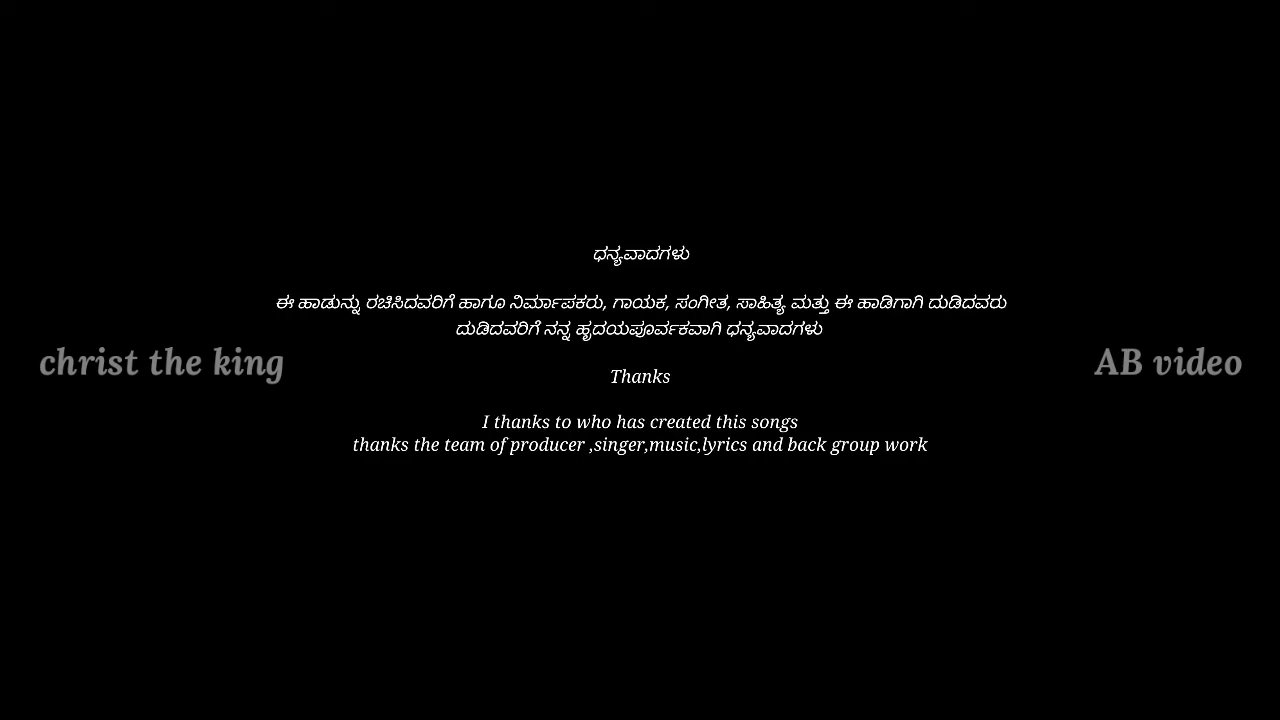 ಧನ್ಯವಾದಗಳು
ಈ ಹಾಡುನ್ನು ರಚಿಸಿದವರಿಗೆ ಹಾಗೂ ನಿರ್ಮಾಪಕರು, ಗಾಯಕ, ಸಂಗೀತ, ಸಾಹಿತ್ಯ ಮತ್ತು ಈ ಹಾಡಿಗಾಗಿ ದುಡಿದವರು
ದುಡಿದವರಿಗೆ ನನ್ನ ಹೃದಯಪೂರ್ವಕವಾಗಿ ಧನ್ಯವಾದಗಳು
christ the king
AB video
Thanks
I thanks to who has created this songs
thanks the team of producer ,singer,music,lyrics and back group work